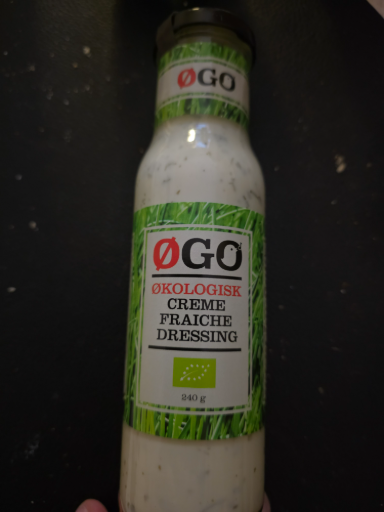 ØGO
ØGO
ØKOLOGISK
CREME
FRAICHE
DRESSING
240 g